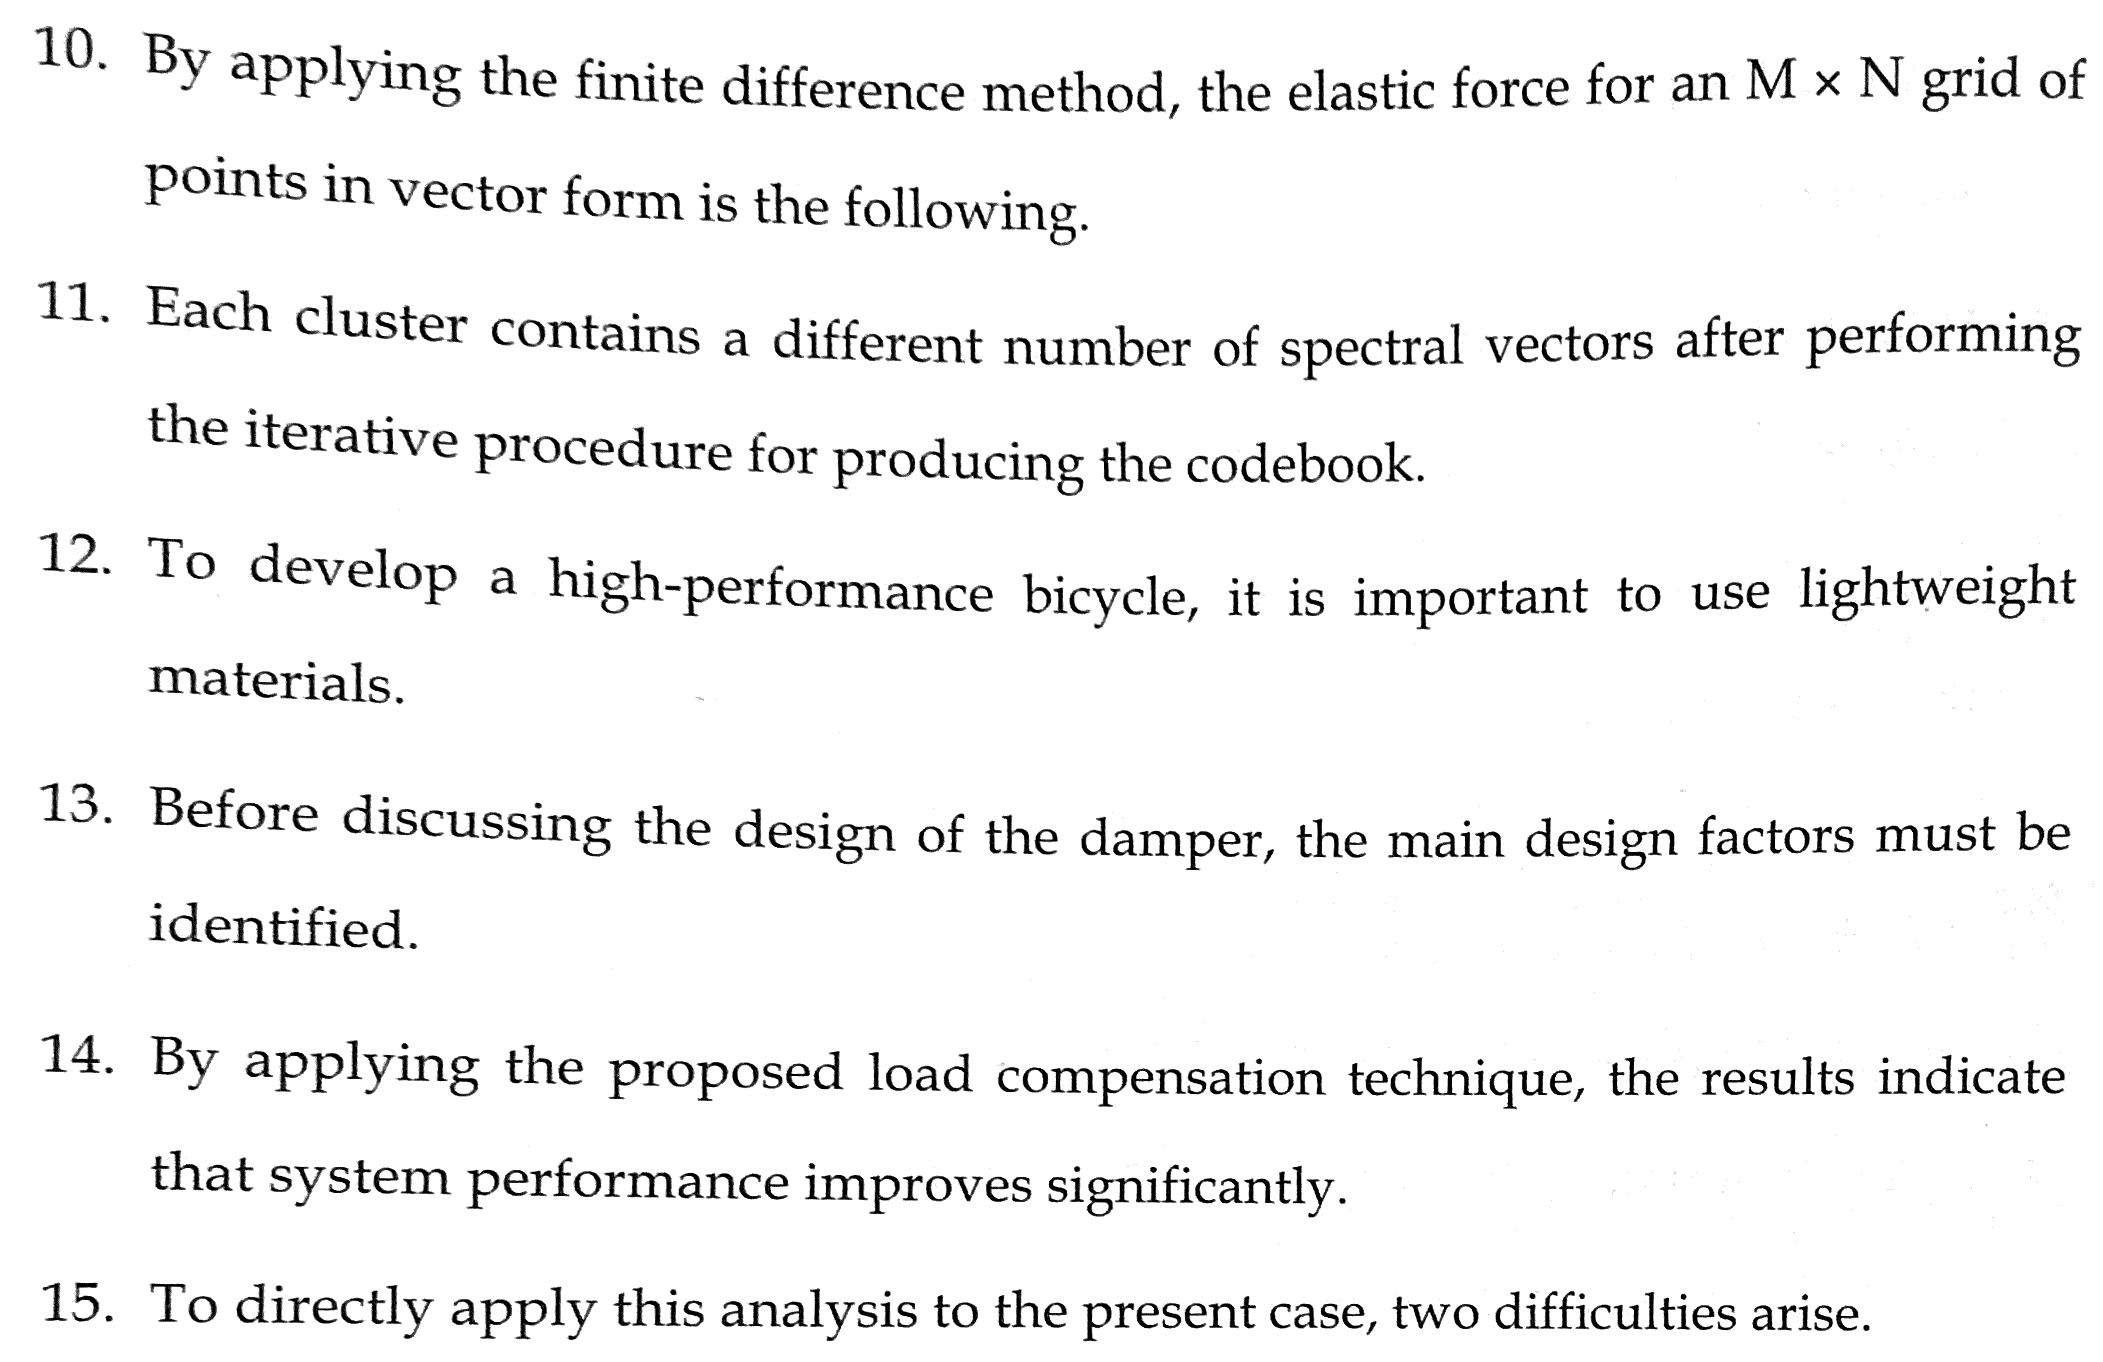 10. By applying the finite difference method, the elastic force for an M × N grid of
points in vector form is the following.
11. Each cluster contains a different number of spectral vectors after performing
the iterative procedure for producing the codebook.
12. To develop a high-performance bicycle, it is important to use lightweight
materials.
13. Before discussing the design of the damper, the main design factors must be
identified.
14. By applying the proposed load compensation technique, the results indicate
that system performance improves significantly.
15. To directly apply this analysis to the present case, two difficulties arise.